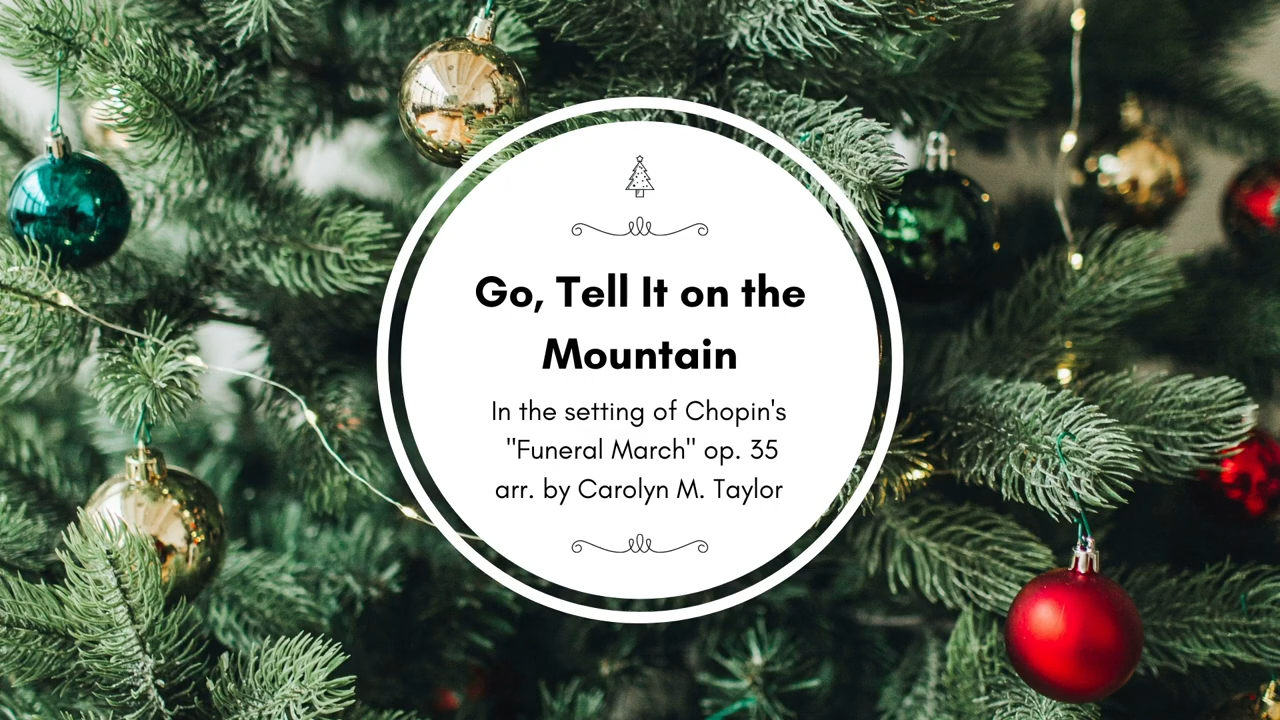 Go, Tell It on the
Mountain
In the setting of Chopin's
"Funeral March" op. 35
arr. by Carolyn M. Taylor